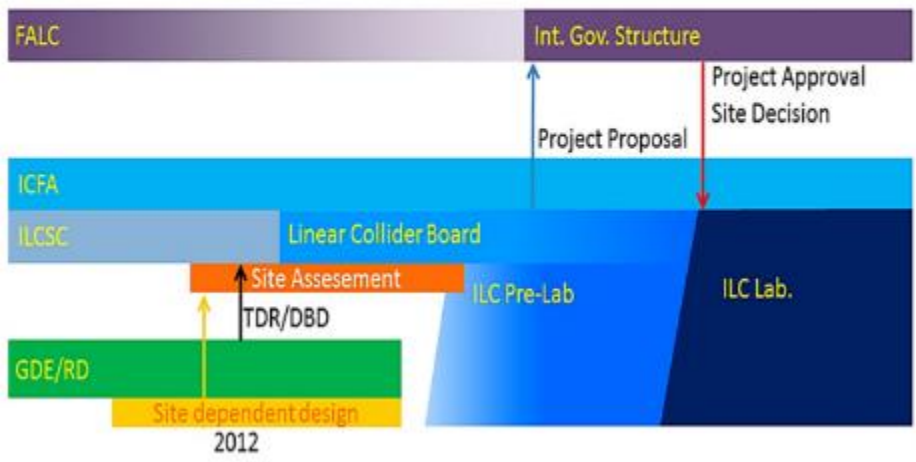 FALC
Int. Gov. Structure
Project Approval
Site Decision
Project Proposal
ICFA
ILCSC
Linear Collider Board
Site Assesement
ILC Pre-Lab
ILC Lab.
TDR/DBD
GDE/RD
Site dependent design
2012